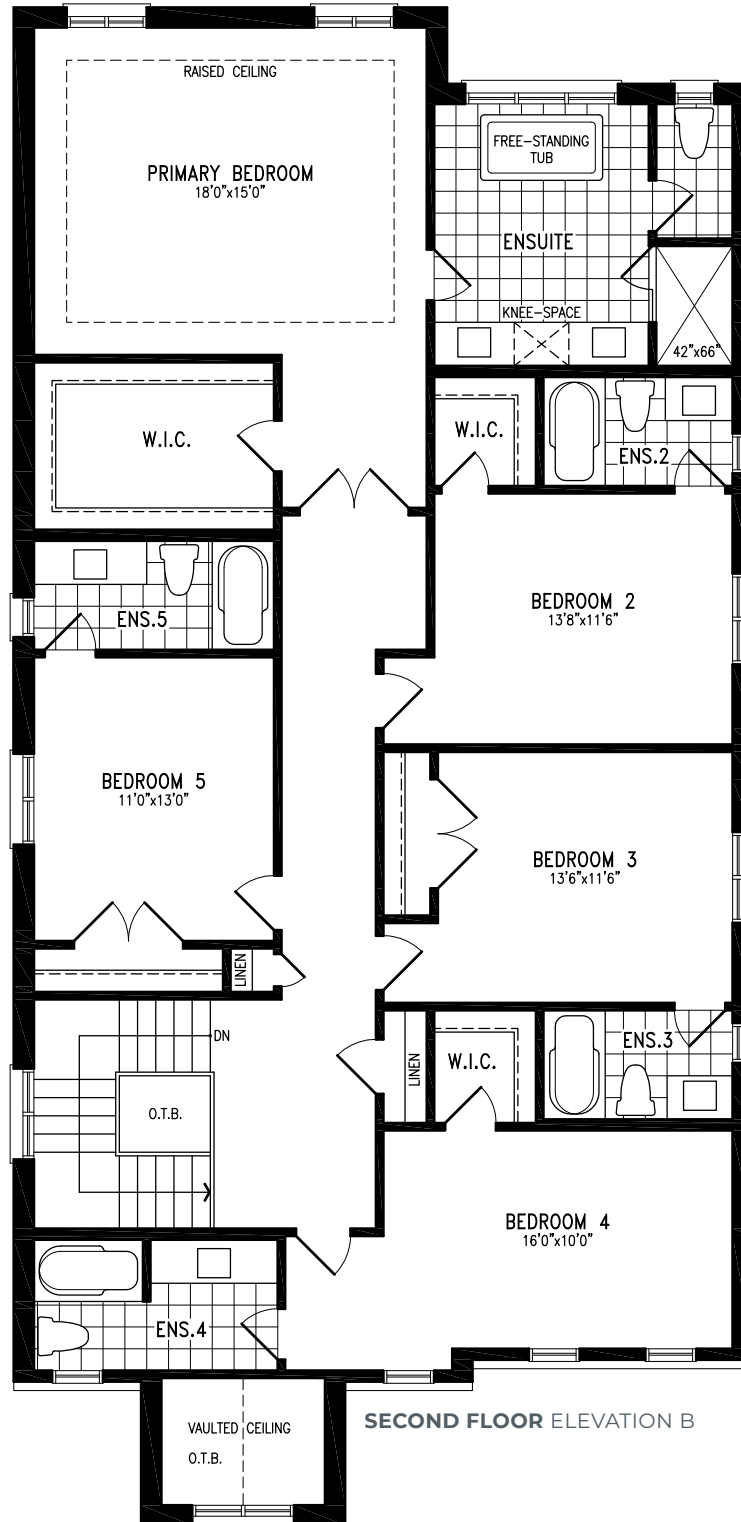 RAISED CEILING
PRIMARY BEDROOM
18'0"x15'0"
FREE-STANDING
TUB
ENSUITE
KNEE-SPACE
42"x66"
W.I.C.
W.I.C.
ENS.2
ENS.5
BEDROOM 2
13'8"x11'6"
BEDROOM 5
11'0"x13'0"
BEDROOM 3
13'6"x11'6"
LINEN
DN
O.T.B.
LINEN
W.I.C.
ENS.3
BEDROOM 4
16'0"x10'0"
ENS.4
VAULTED CEILING
O.T.B.
SECOND FLOOR ELEVATION B